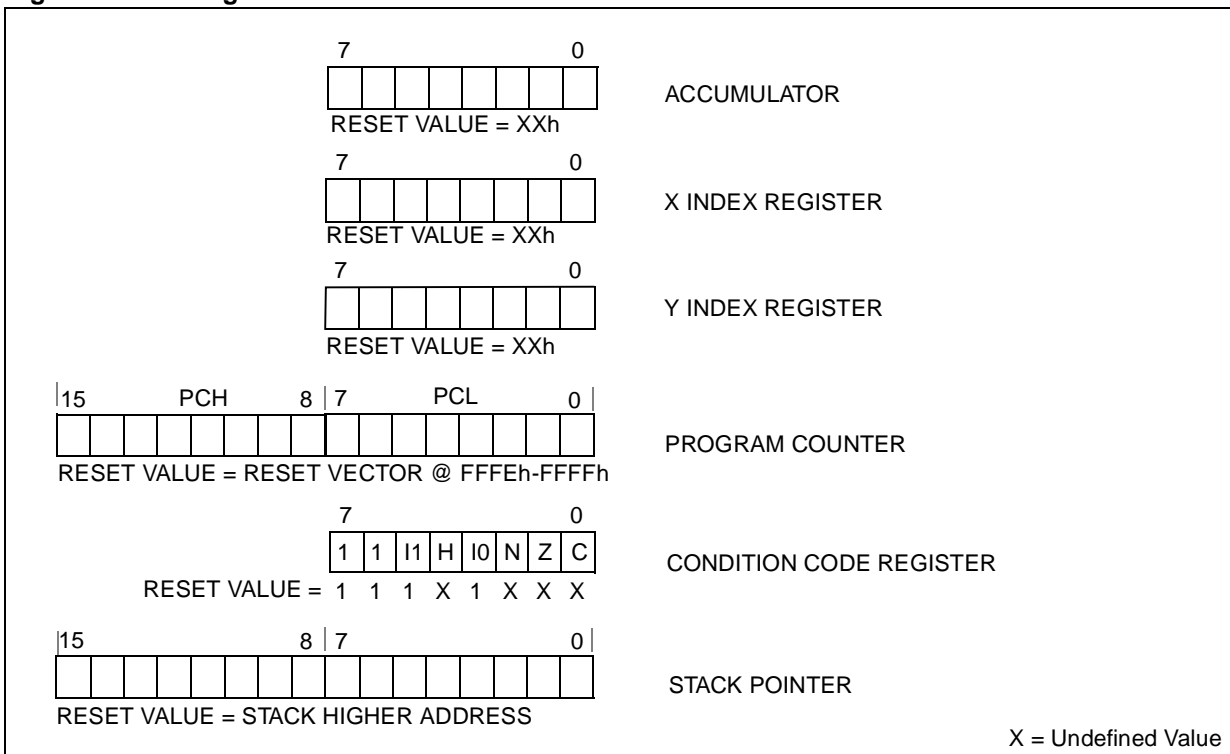 7 0
ACCUMULATOR
RESET VALUE = XXh
7 0
X INDEX REGISTER
RESET VALUE = XXh
7 0
Y INDEX REGISTER
RESET VALUE = XXh
15 PCH 8 7 PCL 0
PROGRAM COUNTER
RESET VALUE = RESET VECTOR @ FFFEh-FFFFh
7 0
1 1 I1 H I0 N Z C
CONDITION CODE REGISTER
RESET VALUE = 1 1 1 X 1 X X X
15 8 7 0
STACK POINTER
RESET VALUE = STACK HIGHER ADDRESS
X = Undefined Value